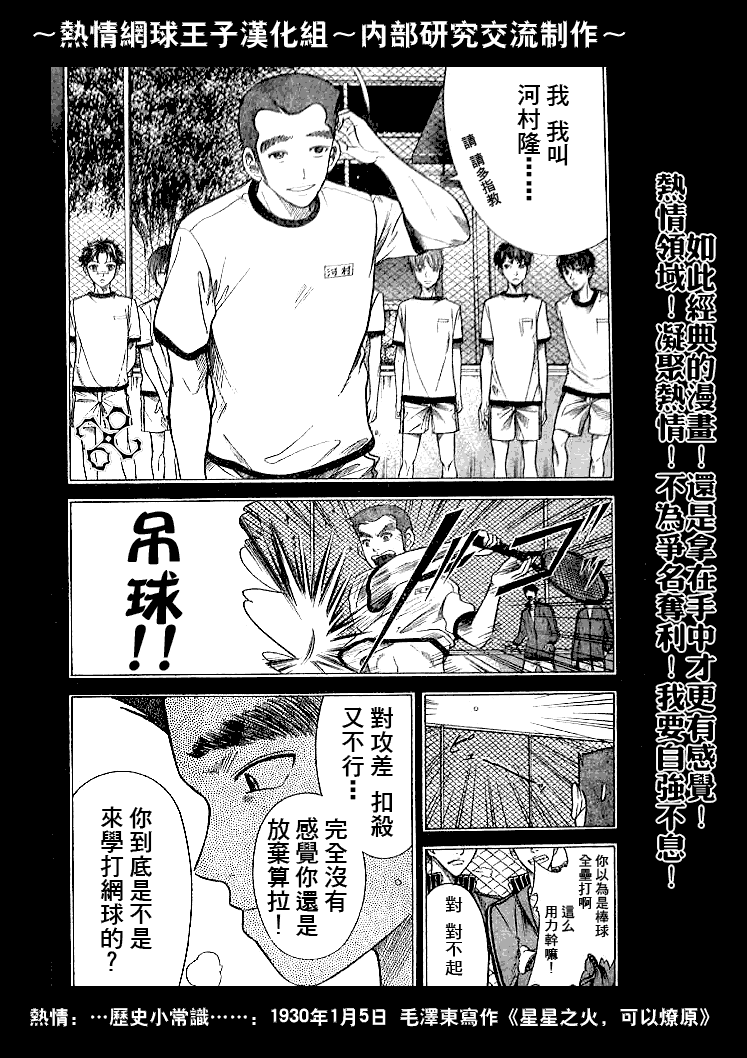 ～熱情網球王子漢化組～内部研究交流制作～
我 我叫
河村隆……
請 請多指教
河村
吊球!!
對攻差 扣殺
又不行…
完全沒有
感覺你還是
放棄算拉！
你到底是不是
來學打網球的？
你以為是棒球
全壘打啊
這么
用力幹嘛！
對 對不起
如此經典的漫畫！還是拿在手中才更有感覺！
熱情領域！凝聚熱情！不為爭名奪利！我要自強不息！
熱情：…歷史小常識……：1930年1月5日 毛澤東寫作《星星之火，可以燎原》